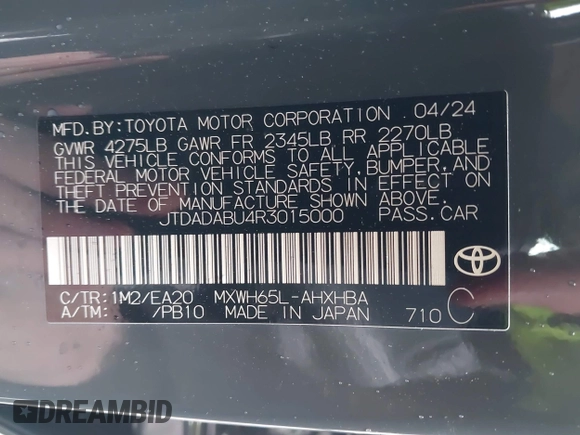 MFD.BY:TOYOTA MOTOR CORPORATION 04/24
GVWR 4275LB GAWR FR 2345LB RR 2270LB
THIS VEHICLE CONFORMS TO ALL APPLICABLE
FEDERAL MOTOR VEHICLE SAFETY,BUMPER,AND
THEFT PREVENTION STANDARDS IN EFFECT ON
THE DATE OF MANUFACTURE SHOWN ABOVE.
JTDADABU4R3015000 PASS.CAR
C/TR:1M2/EA20 MXWH65L-AHXHBA
A/TM: /PB10 MADE IN JAPAN 710 C
DREAMBID